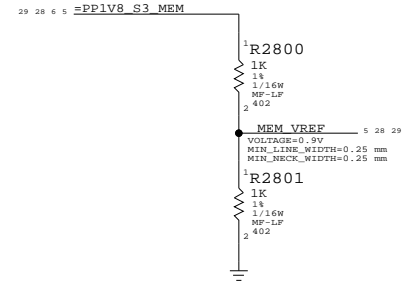 29 28 6 5 =PP1V8_S3_MEM
1
R2800
1K
1%
1/16W
MF-LF
402
2
MEM_VREF 5 28 29
VOLTAGE=0.9V
MIN_LINE_WIDTH=0.25 mm
MIN_NECK_WIDTH=0.25 mm
1
R2801
1K
1%
1/16W
MF-LF
402
2